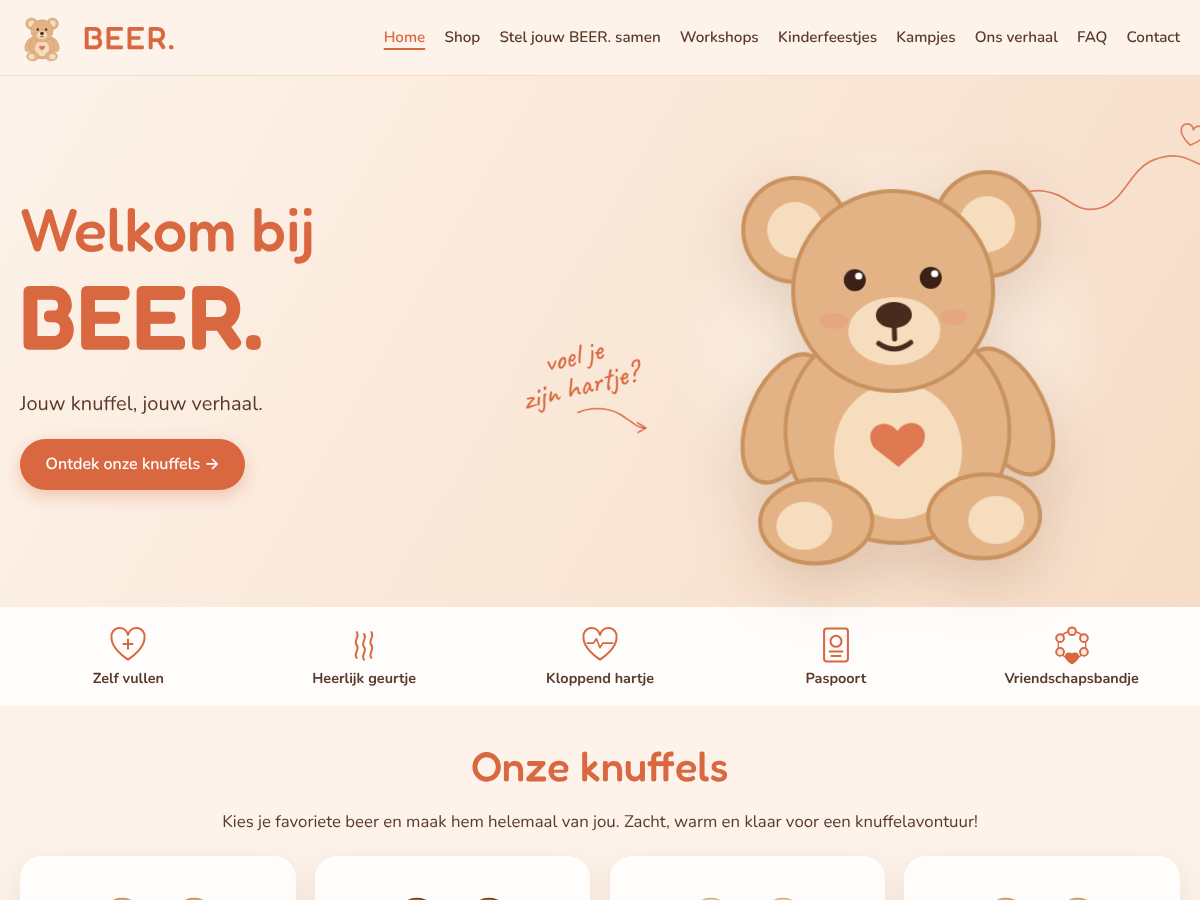 BEER.
Home Shop Stel jouw BEER. samen Workshops Kinderfeestjes Kampjes Ons verhaal FAQ Contact
Welkom bij
BEER.
Jouw knuffel, jouw verhaal.
Ontdek onze knuffels →
voel je
zijn hartje?
Zelf vullen
Heerlijk geurtje
Kloppend hartje
Paspoort
Vriendschapsbandje
Onze knuffels
Kies je favoriete beer en maak hem helemaal van jou. Zacht, warm en klaar voor een knuffelavontuur!